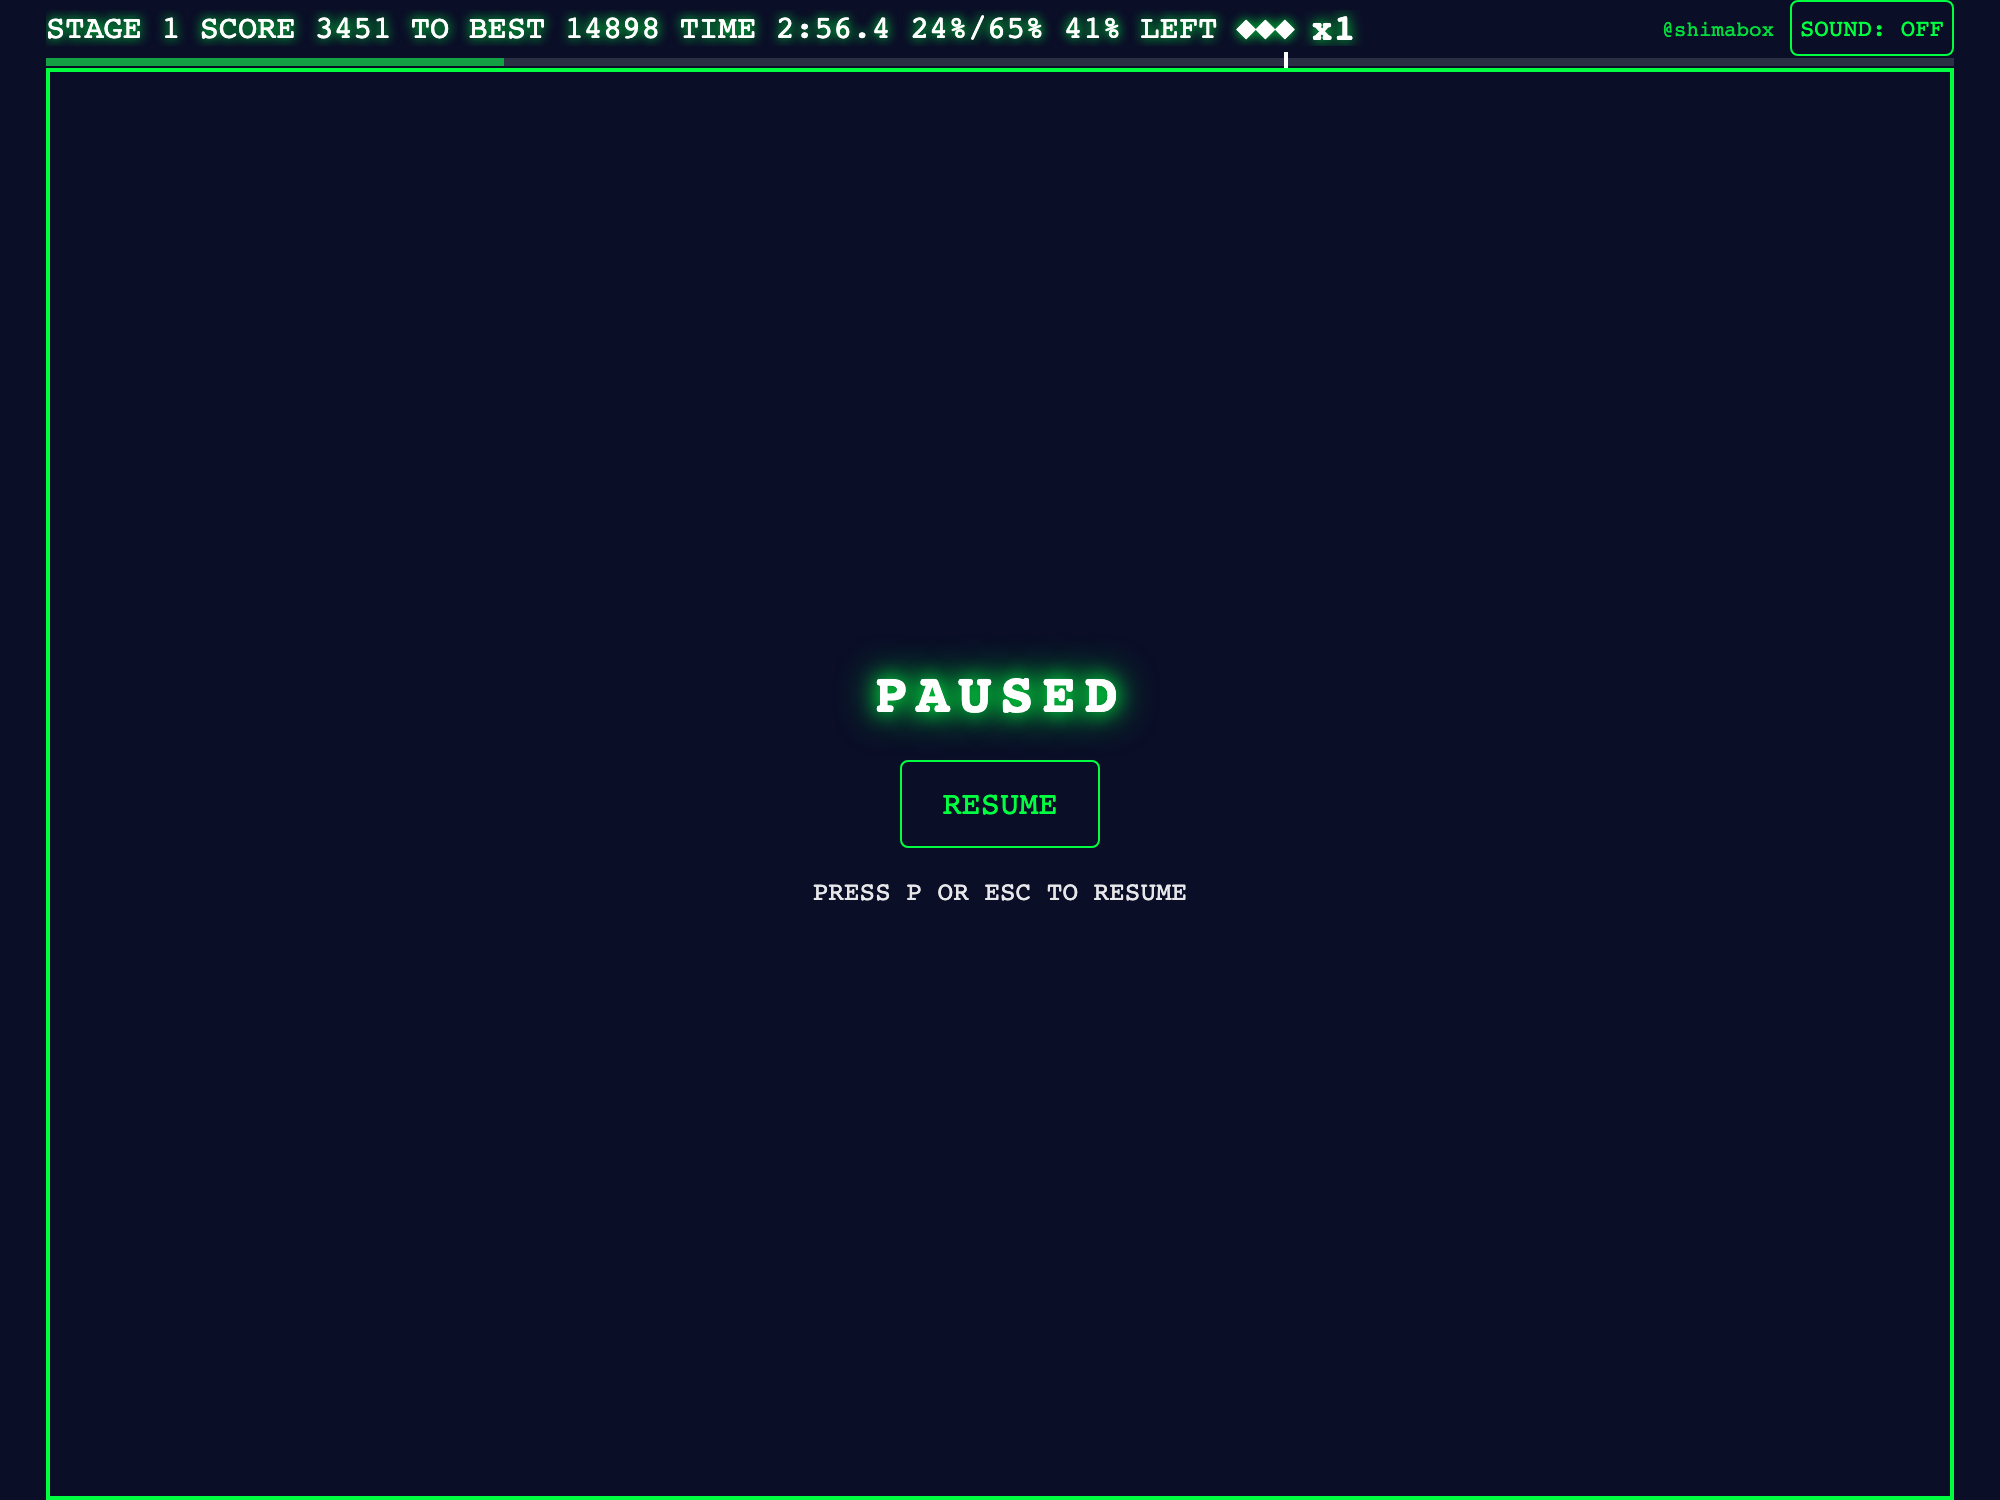 STAGE 1 SCORE 3451 TO BEST 14898 TIME 2:56.4 24%/65% 41% LEFT ◆◆◆ x1 @shimabox SOUND: OFF
PAUSED
RESUME
PRESS P OR ESC TO RESUME